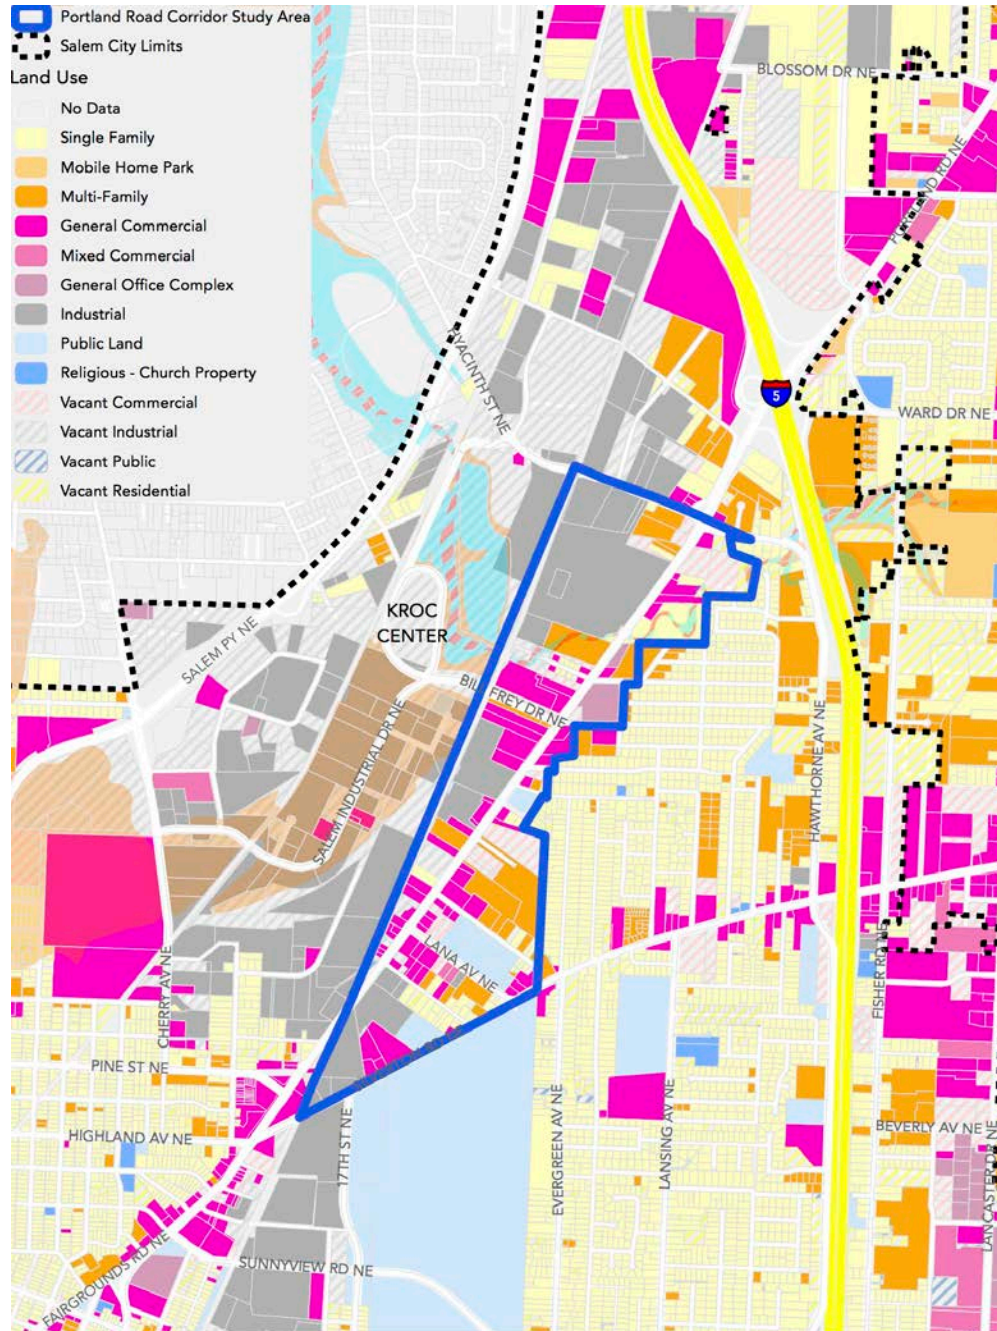 Portland Road Corridor Study Area
Salem City Limits
Land Use
No Data
Single Family
Mobile Home Park
Multi-Family
General Commercial
Mixed Commercial
General Office Complex
Industrial
Public Land
Religious - Church Property
Vacant Commercial
Vacant Industrial
Vacant Public
Vacant Residential
BLOSSOM DR NE
PORTLAND RD NE
HYACINTH ST NE
5
WARD DR NE
KROC
CENTER
SALEM PY NE
BILL FREY DR NE
SALEM INDUSTRIAL DR NE
HAWTHORNE AV NE
LANA AV NE
CHERRY AV NE
FISHER RD NE
PINE ST NE
HIGHLAND AV NE
17TH ST NE
EVERGREEN AV NE
LANSING AV NE
BEVERLY AV NE
LANCASTER DR NE
FAIRGROUNDS RD NE
SUNNYVIEW RD NE